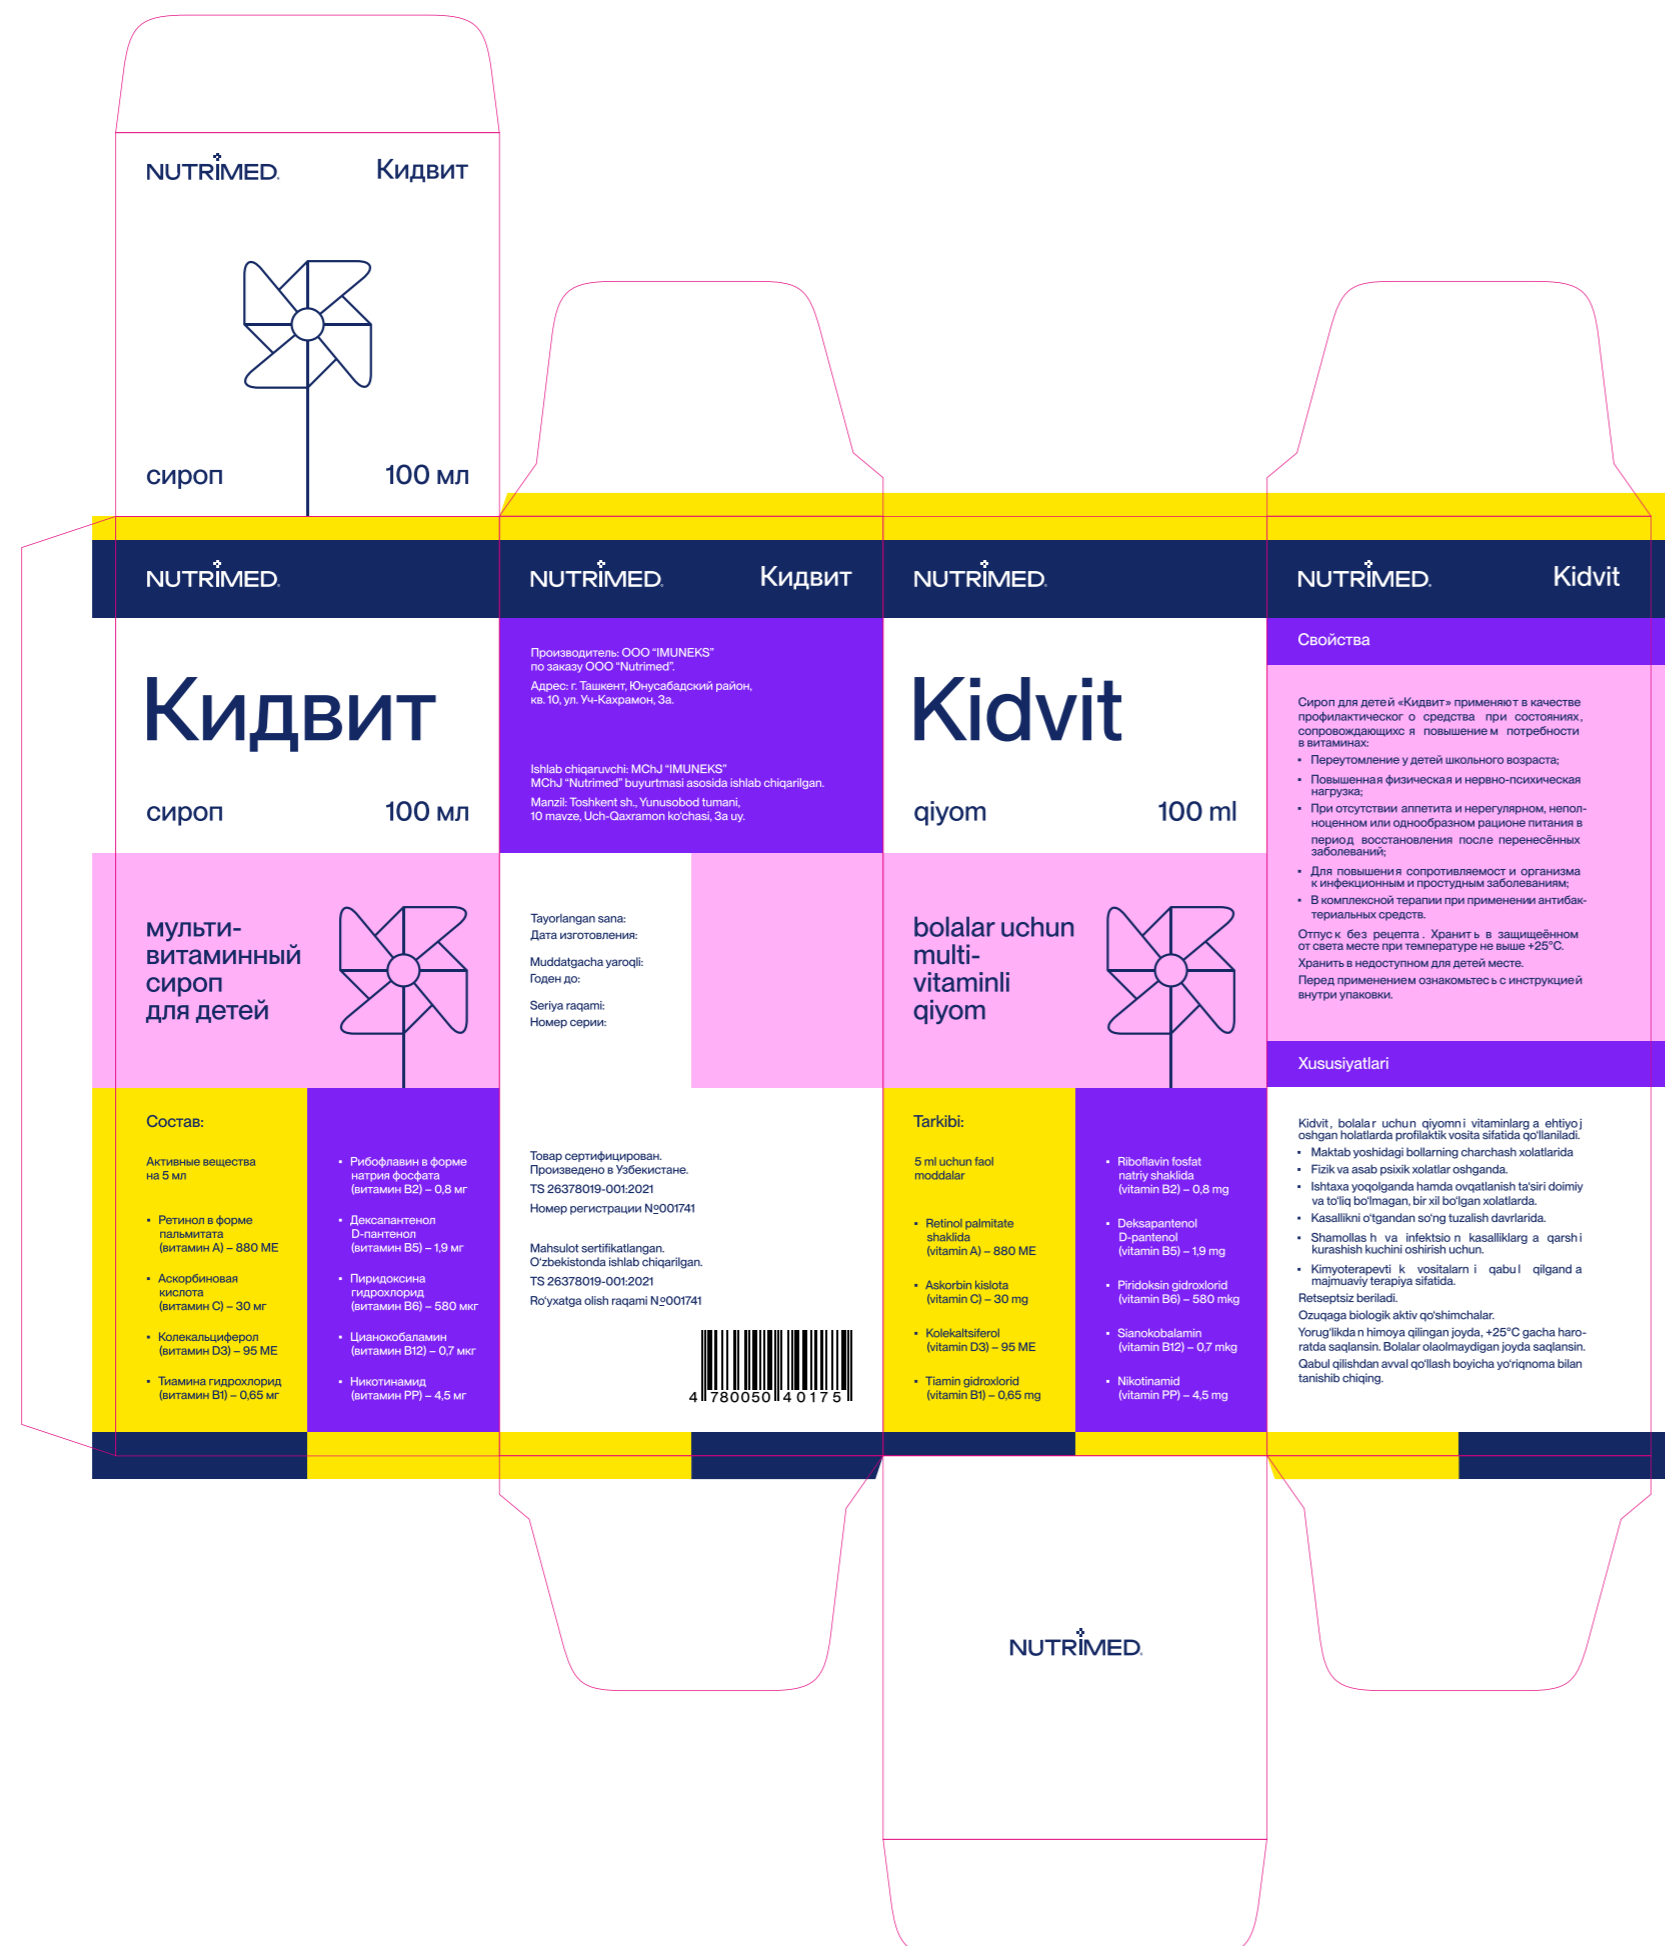 NUTRIMED
Кидвит
сироп
100 мл
NUTRIMED
Кидвит
сироп
100 мл
мульти-
витаминный
сироп
для детей
Состав:
Активные вещества
на 5 мл
▪ Ретинол в форме
пальмитата
(витамин А) – 880 МЕ
▪ Аскорбиновая
кислота
(витамин С) – 30 мг
▪ Колекальциферол
(витамин D3) – 95 МЕ
▪ Тиамина гидрохлорид
(витамин В1) – 0,65 мг
▪ Рибофлавин в форме
натрия фосфата
(витамин В2) – 0,8 мг
▪ Дексапантенол
D-пантенол
(витамин В5) – 1,9 мг
▪ Пиридоксина
гидрохлорид
(витамин В6) – 580 мкг
▪ Цианокобаламин
(витамин В12) – 0,7 мкг
▪ Никотинамид
(витамин РР) – 4,5 мг
NUTRIMED
Кидвит
Производитель: ООО “IMUNEKS”
по заказу ООО “Nutrimed”.
Адрес: г. Ташкент, Юнусабадский район,
кв. 10, ул. Уч-Кахрамон, 3а.
Ishlab chiqaruvchi: MChJ “IMUNEKS”
MChJ “Nutrimed” buyurtmasi asosida ishlab chiqarilgan.
Manzil: Toshkent sh., Yunusobod tumani,
10 mavze, Uch-Qaxramon ko‘chasi, 3a uy.
Tayorlangan sana:
Дата изготовления:
Muddatgacha yaroqli:
Годен до:
Seriya raqami:
Номер серии:
Товар сертифицирован.
Произведено в Узбекистане.
TS 26378019-001:2021
Номер регистрации №001741
Mahsulot sertifikatlangan.
O‘zbekistonda ishlab chiqarilgan.
TS 26378019-001:2021
Ro‘yxatga olish raqami №001741
4 780050 40175
NUTRIMED
Kidvit
qiyom
100 ml
bolalar uchun
multi-
vitaminli
qiyom
Tarkibi:
5 ml uchun faol
moddalar
▪ Retinol palmitate
shaklida
(vitamin A) – 880 ME
▪ Askorbin kislota
(vitamin C) – 30 mg
▪ Kolekaltsiferol
(vitamin D3) – 95 ME
▪ Tiamin gidroxlorid
(vitamin B1) – 0,65 mg
▪ Riboflavin fosfat
natriy shaklida
(vitamin B2) – 0,8 mg
▪ Deksapantenol
D-pantenol
(vitamin B5) – 1,9 mg
▪ Piridoksin gidroxlorid
(vitamin B6) – 580 mkg
▪ Sianokobalamin
(vitamin B12) – 0,7 mkg
▪ Nikotinamid
(vitamin PP) – 4,5 mg
NUTRIMED
NUTRIMED
Kidvit
Свойства
Сироп для детей «Кидвит» применяют в качестве
профилактическог о средства при состояниях,
сопровождающихс я повышение м потребности
в витаминах:
▪ Переутомление у детей школьного возраста;
▪ Повышенная физическая и нервно-психическая
нагрузка;
▪ При отсутствии аппетита и нерегулярном, непол-
ноценном или однообразном рационе питания в
период восстановления после перенесённых
заболеваний;
▪ Для повышения сопротивляемост и организма
к инфекционным и простудным заболеваниям;
▪ В комплексной терапии при применении антибак-
териальных средств.
Отпус к без рецепта . Хранит ь в защищеённом
от света месте при температуре не выше +25°С.
Хранить в недоступном для детей месте.
Перед применением ознакомьтес ь с инструкцией
внутри упаковки.
Xususiyatlari
Kidvit, bolala r uchun qiyomn i vitaminlarg a ehtiyo j
oshgan holatlarda profilaktik vosita sifatida qo‘llaniladi.
▪ Maktab yoshidagi bollarning charchash xolatlarida
▪ Fizik va asab psixik xolatlar oshganda.
▪ Ishtaxa yoqolganda hamda ovqatlanish ta‘siri doimiy
va to‘liq bo‘lmagan, bir xil bo‘lgan xolatlarda.
▪ Kasallikni o‘tgandan so‘ng tuzalish davrlarida.
▪ Shamollas h va infektsio n kasalliklarg a qarsh i
kurashish kuchini oshirish uchun.
▪ Kimyoterapevti k vositalarn i qabu l qilgand a
majmuaviy terapiya sifatida.
Retseptsiz beriladi.
Ozuqaga biologik aktiv qo‘shimchalar.
Yorug‘likda n himoya qilingan joyda, +25°C gacha haro-
ratda saqlansin. Bolalar olaolmaydigan joyda saqlansin.
Qabul qilishdan avval qo‘llash boyicha yo‘riqnoma bilan
tanishib chiqing.